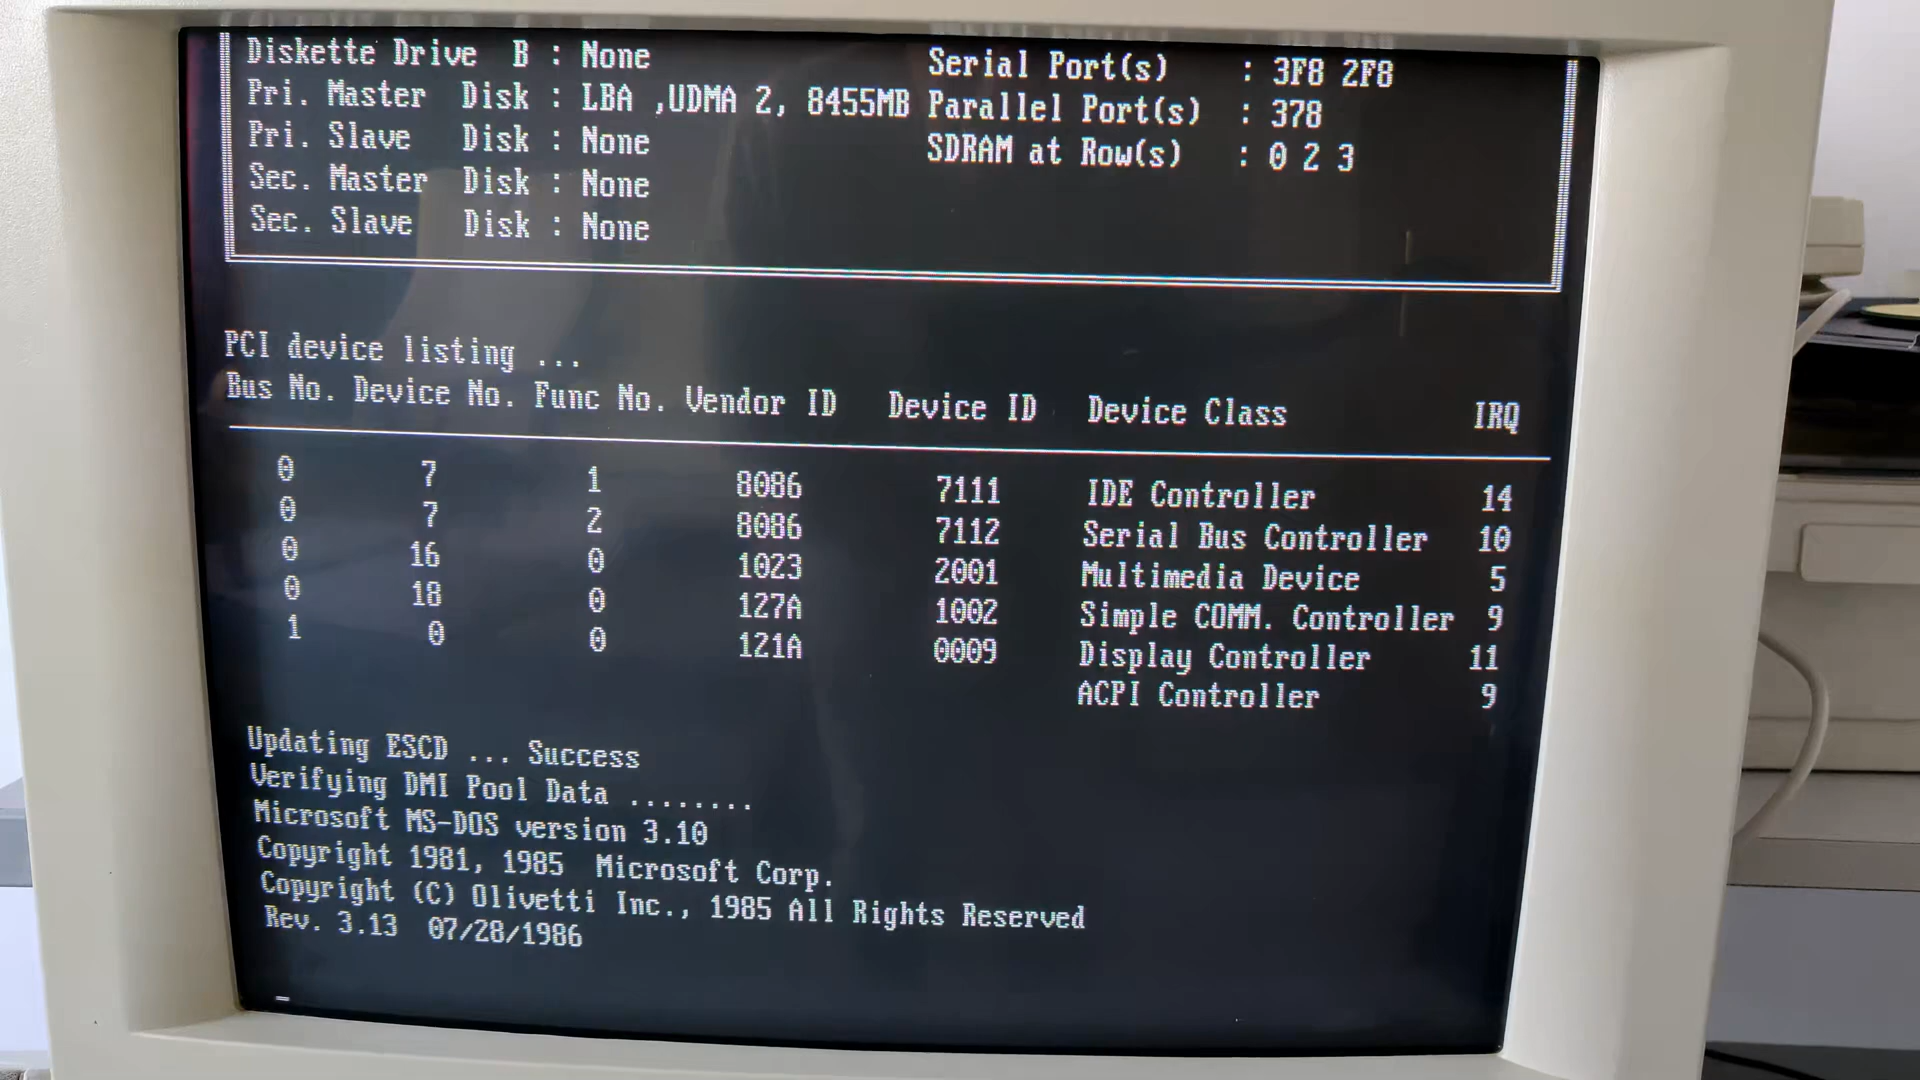 Diskette Drive B : None Serial Port(s) : 3F8 2F8
Pri. Master Disk : LBA ,UDMA 2, 8455MB Parallel Port(s) : 378
Pri. Slave Disk : None SDRAM at Row(s) : 0 2 3
Sec. Master Disk : None
Sec. Slave Disk : None
PCI device listing ...
Bus No. Device No. Func No. Vendor ID Device ID Device Class IRQ
0 7 1 8086 7111 IDE Controller 14
0 7 2 8086 7112 Serial Bus Controller 10
0 16 0 1023 2001 Multimedia Device 5
0 18 0 127A 1002 Simple COMM. Controller 9
1 0 0 121A 0009 Display Controller 11
ACPI Controller 9
Updating ESCD ... Success
Verifying DMI Pool Data ........
Microsoft MS-DOS version 3.10
Copyright 1981, 1985 Microsoft Corp.
Copyright (C) Olivetti Inc., 1985 All Rights Reserved
Rev. 3.13 07/28/1986
_